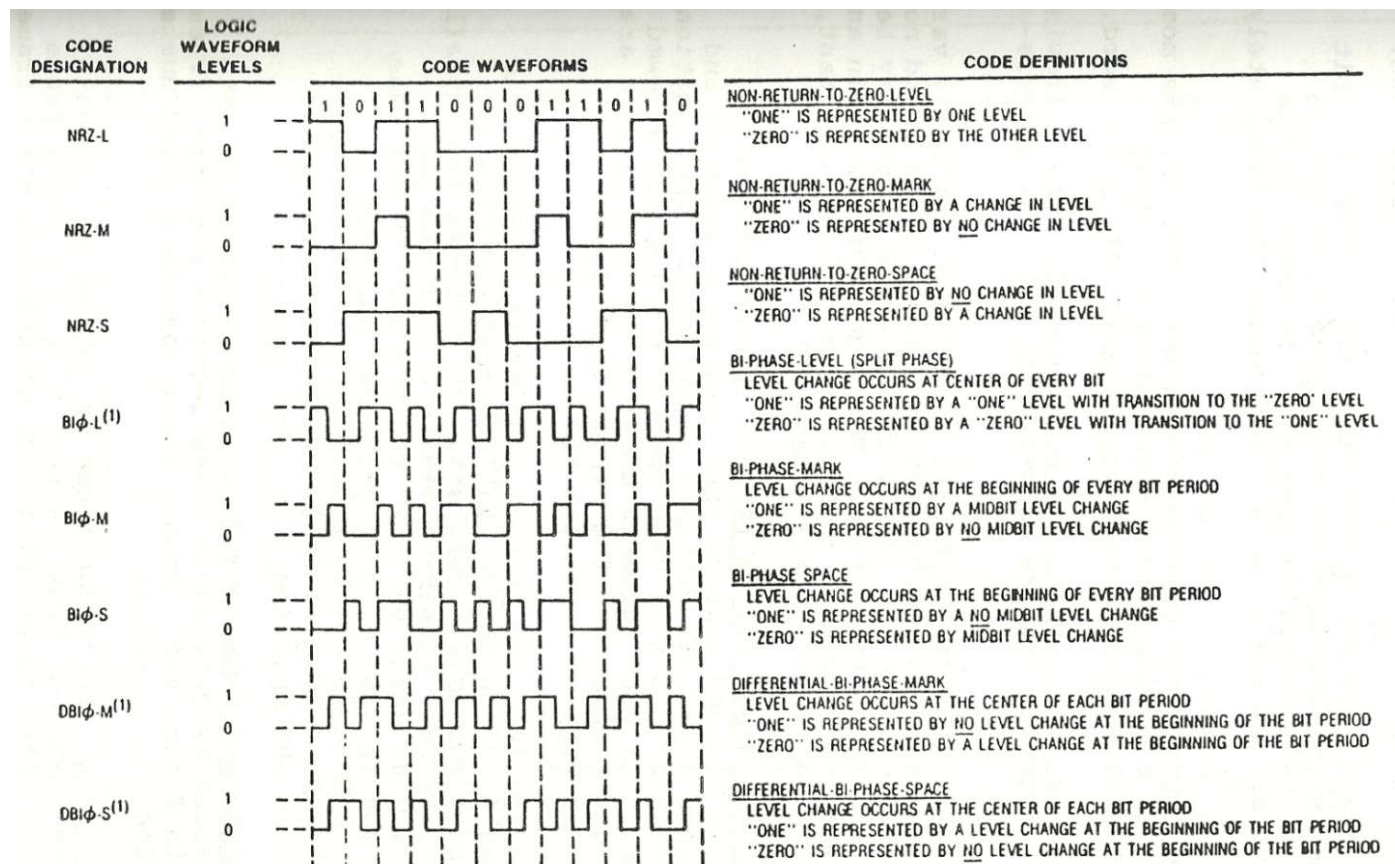 CODE
DESIGNATION
LOGIC
WAVEFORM
LEVELS
CODE WAVEFORMS
CODE DEFINITIONS
1 0 1 1 0 0 0 1 1 0 1 0
NRZ-L
1
0
NON-RETURN-TO-ZERO-LEVEL
"ONE" IS REPRESENTED BY ONE LEVEL
"ZERO" IS REPRESENTED BY THE OTHER LEVEL
NRZ-M
1
0
NON-RETURN-TO-ZERO-MARK
"ONE" IS REPRESENTED BY A CHANGE IN LEVEL
"ZERO" IS REPRESENTED BY NO CHANGE IN LEVEL
NRZ-S
1
0
NON-RETURN-TO-ZERO-SPACE
"ONE" IS REPRESENTED BY NO CHANGE IN LEVEL
"ZERO" IS REPRESENTED BY A CHANGE IN LEVEL
BIϕ-L(1)
1
0
BI-PHASE-LEVEL (SPLIT PHASE)
LEVEL CHANGE OCCURS AT CENTER OF EVERY BIT
"ONE" IS REPRESENTED BY A "ONE" LEVEL WITH TRANSITION TO THE "ZERO" LEVEL
"ZERO" IS REPRESENTED BY A "ZERO" LEVEL WITH TRANSITION TO THE "ONE" LEVEL
BIϕ-M
1
0
BI-PHASE-MARK
LEVEL CHANGE OCCURS AT THE BEGINNING OF EVERY BIT PERIOD
"ONE" IS REPRESENTED BY A MIDBIT LEVEL CHANGE
"ZERO" IS REPRESENTED BY NO MIDBIT LEVEL CHANGE
BIϕ-S
1
0
BI-PHASE SPACE
LEVEL CHANGE OCCURS AT THE BEGINNING OF EVERY BIT PERIOD
"ONE" IS REPRESENTED BY A NO MIDBIT LEVEL CHANGE
"ZERO" IS REPRESENTED BY MIDBIT LEVEL CHANGE
DBIϕ-M(1)
1
0
DIFFERENTIAL-BI-PHASE-MARK
LEVEL CHANGE OCCURS AT THE CENTER OF EACH BIT PERIOD
"ONE" IS REPRESENTED BY NO LEVEL CHANGE AT THE BEGINNING OF THE BIT PERIOD
"ZERO" IS REPRESENTED BY A LEVEL CHANGE AT THE BEGINNING OF THE BIT PERIOD
DBIϕ-S(1)
1
0
DIFFERENTIAL-BI-PHASE-SPACE
LEVEL CHANGE OCCURS AT THE CENTER OF EACH BIT PERIOD
"ONE" IS REPRESENTED BY A LEVEL CHANGE AT THE BEGINNING OF THE BIT PERIOD
"ZERO" IS REPRESENTED BY NO LEVEL CHANGE AT THE BEGINNING OF THE BIT PERIOD